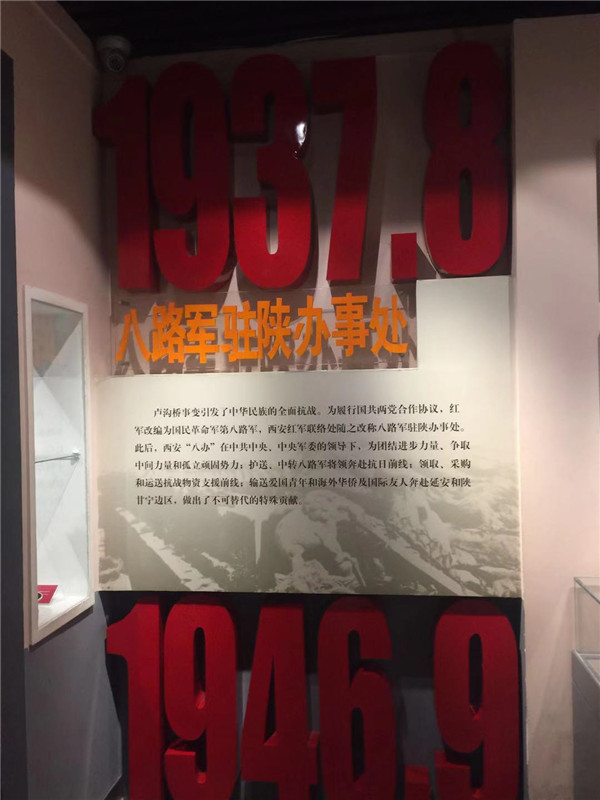 1937.8
八路军驻陕办事处
卢沟桥事变引发了中华民族的全面抗战。为履行国共两党合作协议，红
军改编为国民革命军第八路军，西安红军联络处随之改称八路军驻陕办事处。
此后，西安“八办”在中共中央、中央军委的领导下，为团结进步力量、争取
中间力量和孤立顽固势力；护送、中转八路军将领奔赴抗日前线；领取、采购
和运送抗战物资支援前线；输送爱国青年和海外华侨及国际友人奔赴延安和陕
甘宁边区，做出了不可替代的特殊贡献。
1946.9